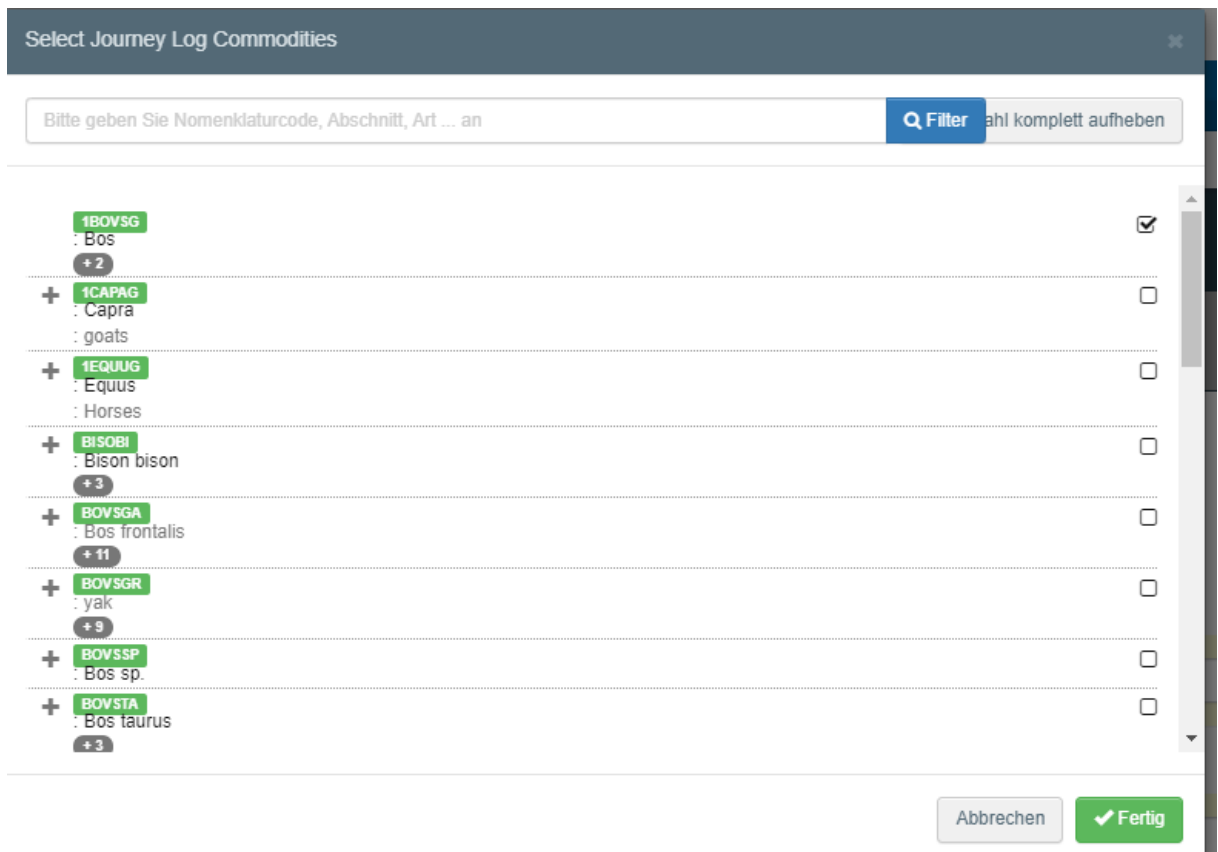 Select Journey Log Commodities
Bitte geben Sie Nomenklaturcode, Abschnitt, Art ... an
Filter
ahl komplett aufheben
1BOVSG
: Bos
+ 2
1CAPAG
: Capra
: goats
1EQUUG
: Equus
: Horses
BISOBI
: Bison bison
+ 3
BOVSGA
: Bos frontalis
+ 11
BOVSGR
: yak
+ 9
BOVSSP
: Bos sp.
BOVSTA
: Bos taurus
+ 3
Abbrechen
Fertig